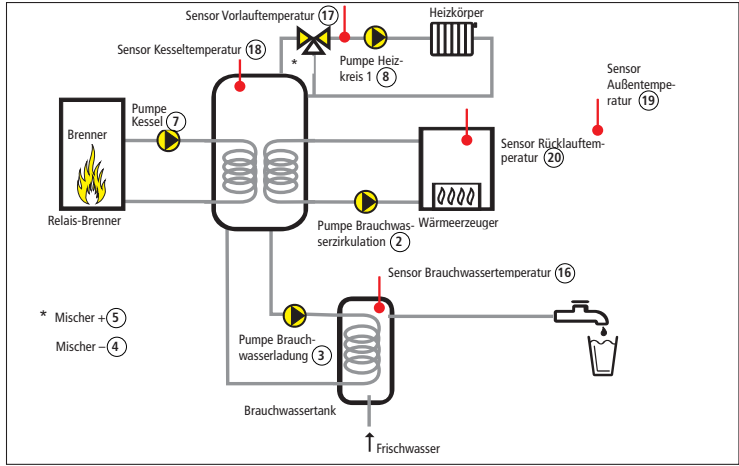 Sensor Vorlauftemperatur 17
Heizkörper
Sensor Kesseltemperatur 18
*
Pumpe Heiz-
kreis 1 8
Sensor
Außentempe-
ratur 19
Pumpe
Kessel 7
Brenner
Sensor Rücklauftem-
peratur 20
Relais-Brenner
Pumpe Brauchwas-
serzirkulation 2
Wärmeerzeuger
Sensor Brauchwassertemperatur 16
* Mischer + 5
Mischer – 4
Pumpe Brauch-
wasserladung 3
Brauchwassertank
Frischwasser